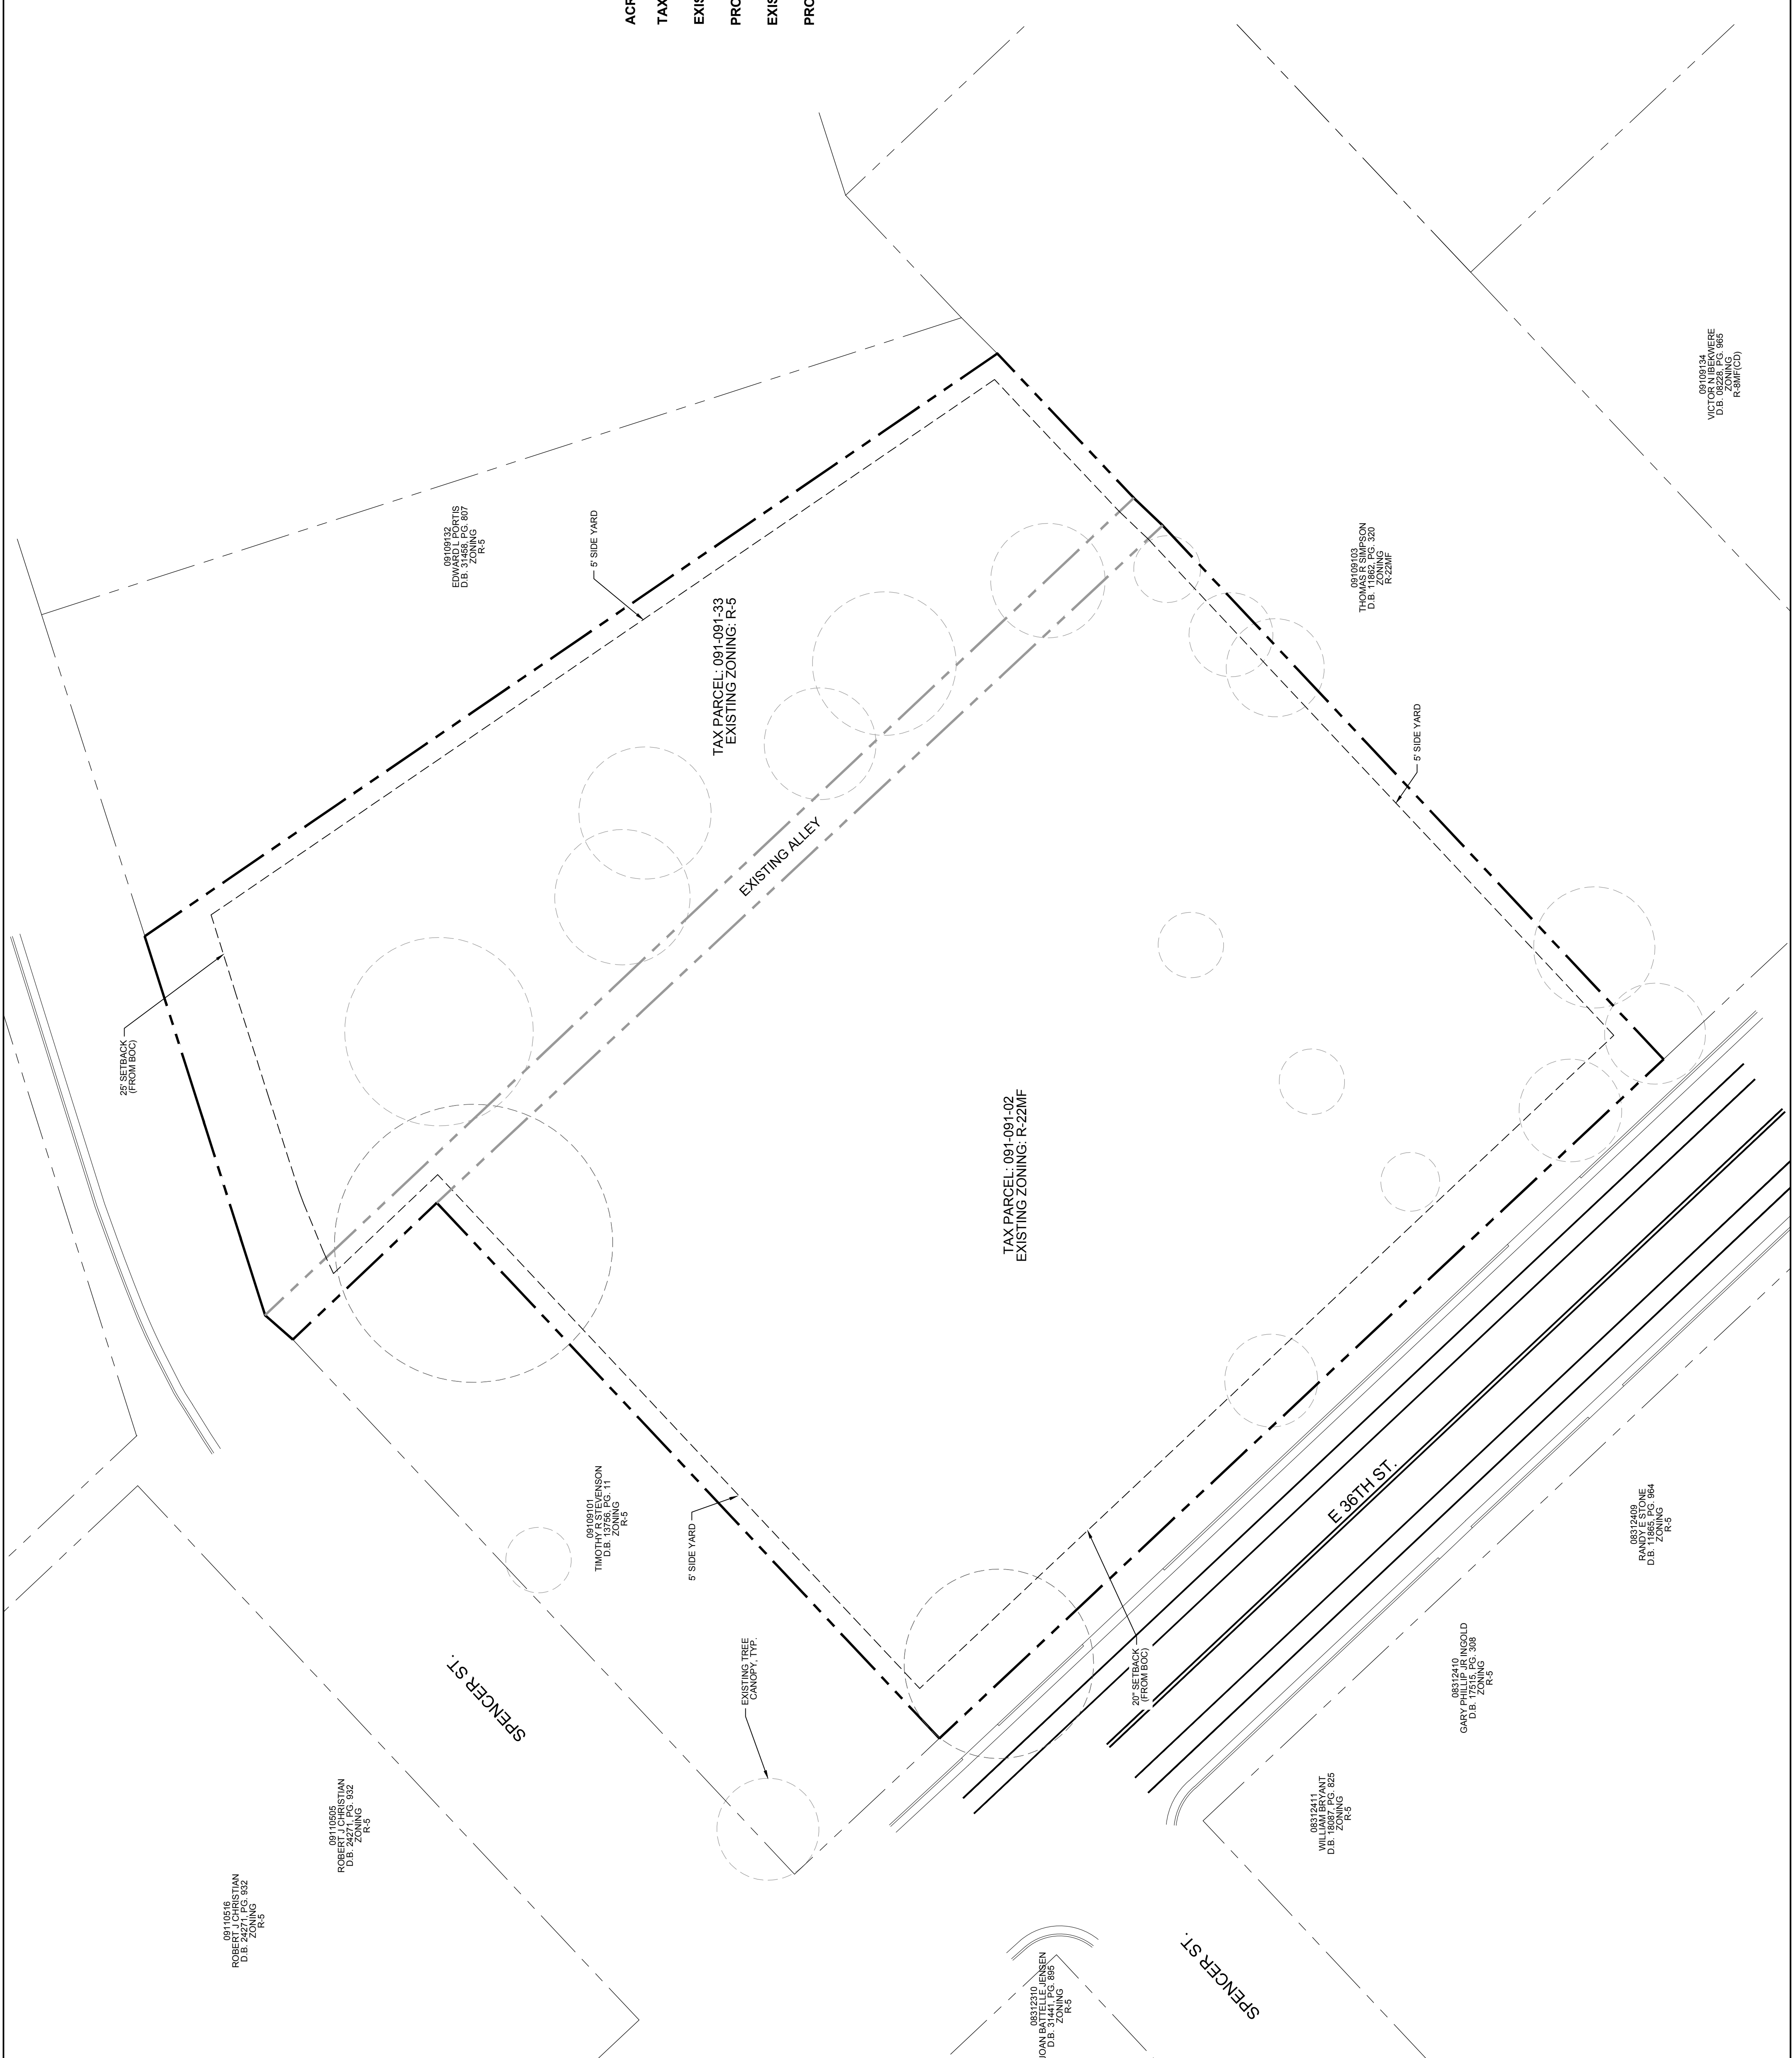 ACR
TAX
EXIS
PRO
EXIS
PRO
09109132
EDWARD L PORTIS
D.B. 31458, PG. 807
ZONING
R-5
5' SIDE YARD
09109134
VICTOR N IBEKWERE
D.B. 08228, PG. 965
ZONING
R-8MF(CD)
09109103
THOMAS R SIMPSON
D.B. 11862, PG. 320
ZONING
R-22MF
TAX PARCEL: 091-091-33
EXISTING ZONING: R-5
5' SIDE YARD
EXISTING ALLEY
25' SETBACK
(FROM BOC)
TAX PARCEL: 091-091-02
EXISTING ZONING: R-22MF
09109101
TIMOTHY R STEVENSON
D.B. 13756, PG. 11
ZONING
R-5
5' SIDE YARD
E 36TH ST.
08312409
RANDY E STONE
D.B. 11865, PG. 964
ZONING
R-5
SPENCER ST.
EXISTING TREE
CANOPY, TYP.
20" SETBACK
(FROM BOC)
08312410
GARY PHILLIP JR INGOLD
D.B. 17515, PG. 308
ZONING
R-5
09110505
ROBERT J CHRISTIAN
D.B. 24271, PG. 932
ZONING
R-5
08312411
WILLIAM BRYANT
D.B. 18087, PG. 825
ZONING
R-5
09110516
ROBERT J CHRISTIAN
D.B. 24271, PG. 932
ZONING
R-5
08312310
JOAN BATTELLE JENSEN
D.B. 31441, PG. 895
ZONING
R-5
SPENCER ST.